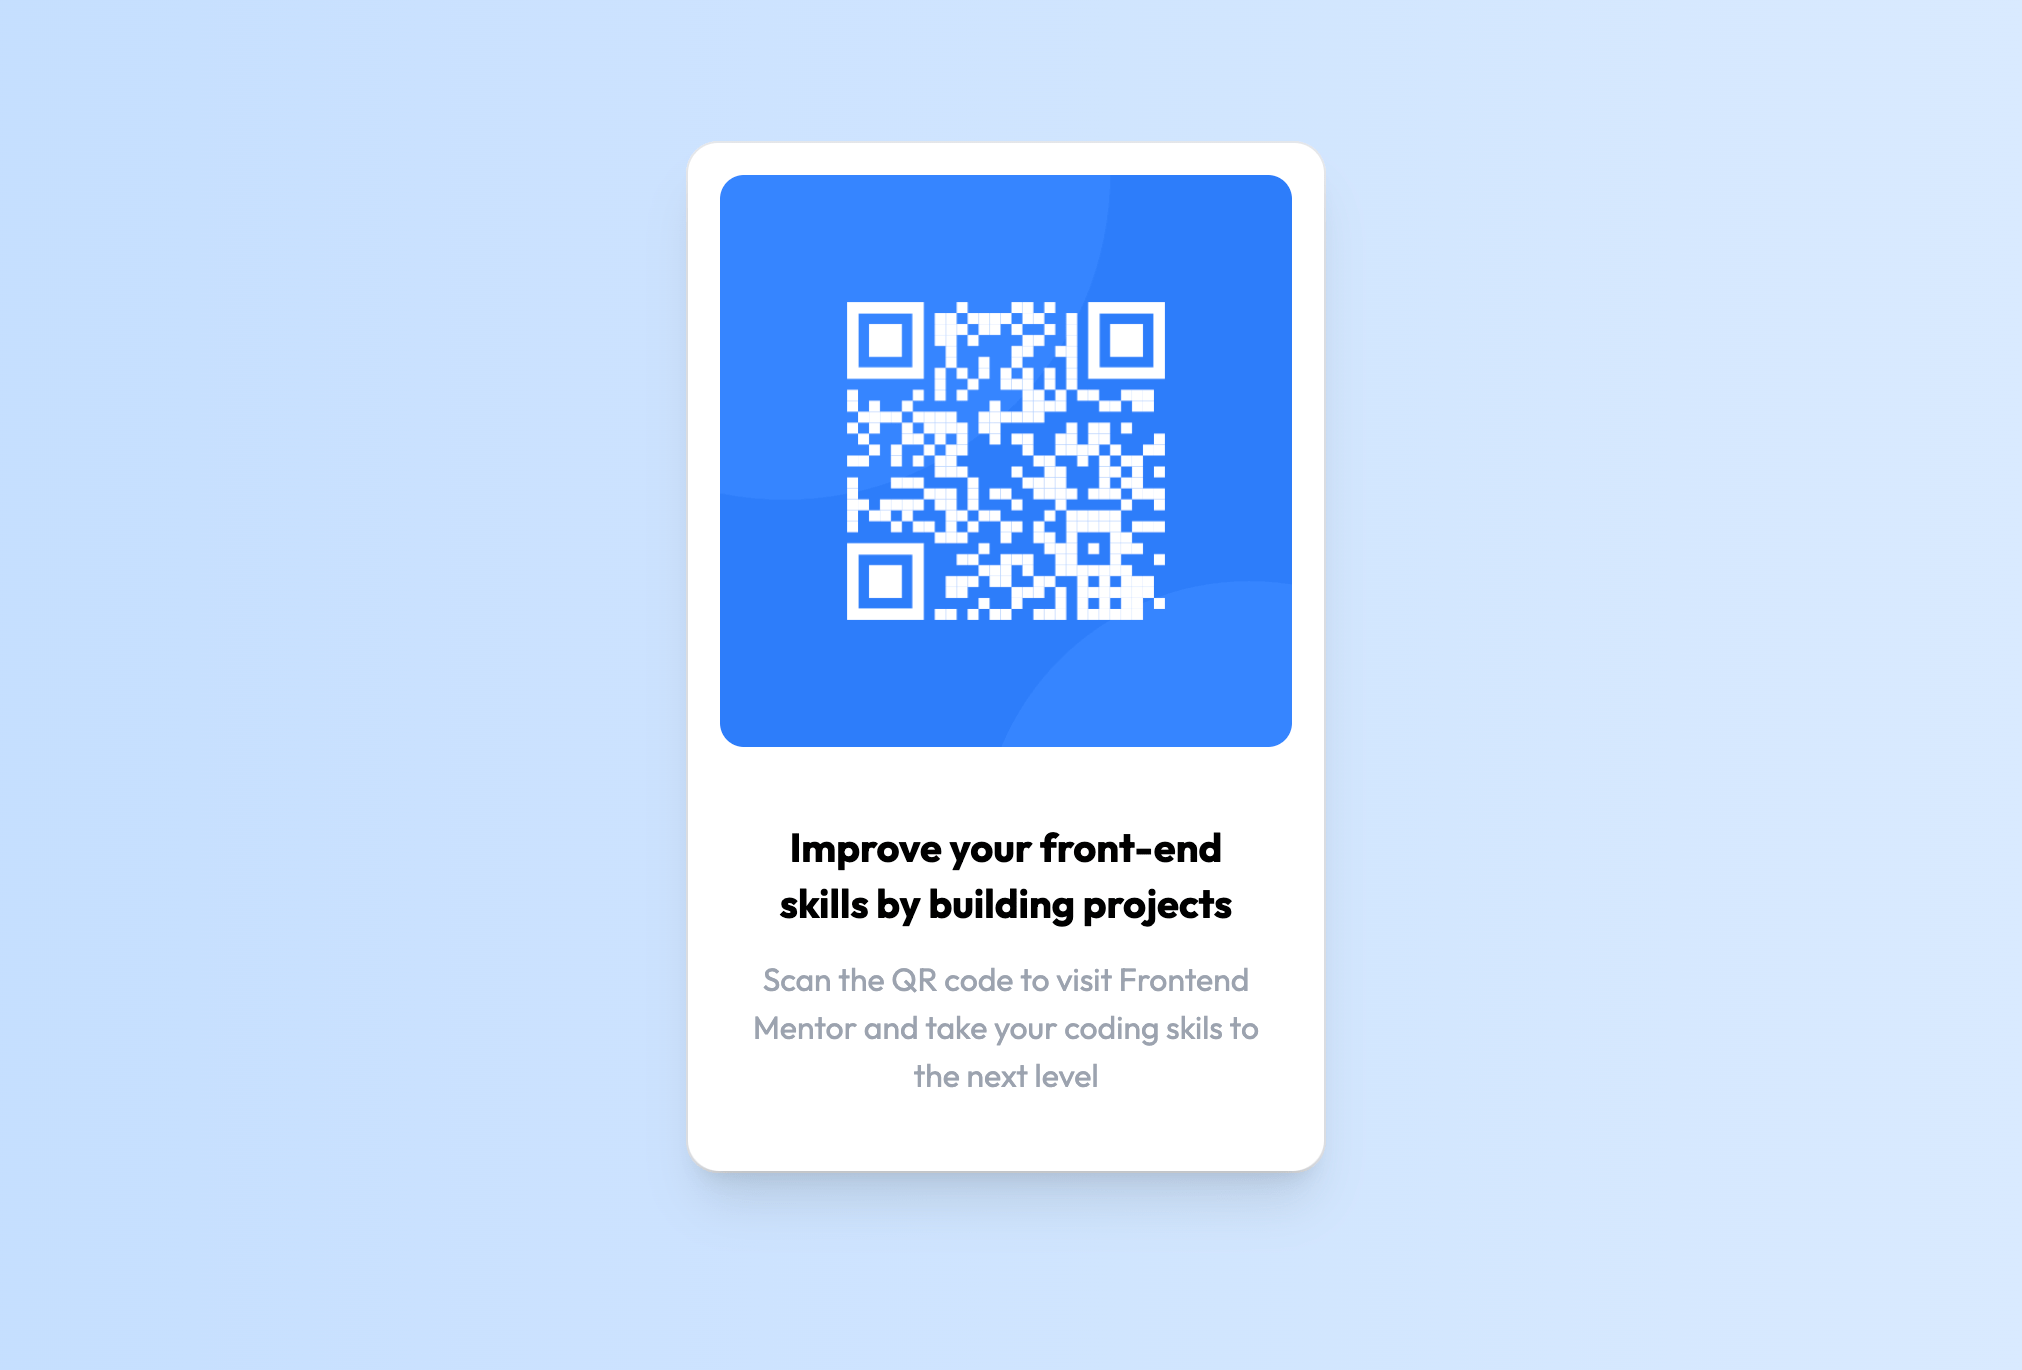 Improve your front-end
skills by building projects
Scan the QR code to visit Frontend
Mentor and take your coding skils to
the next level